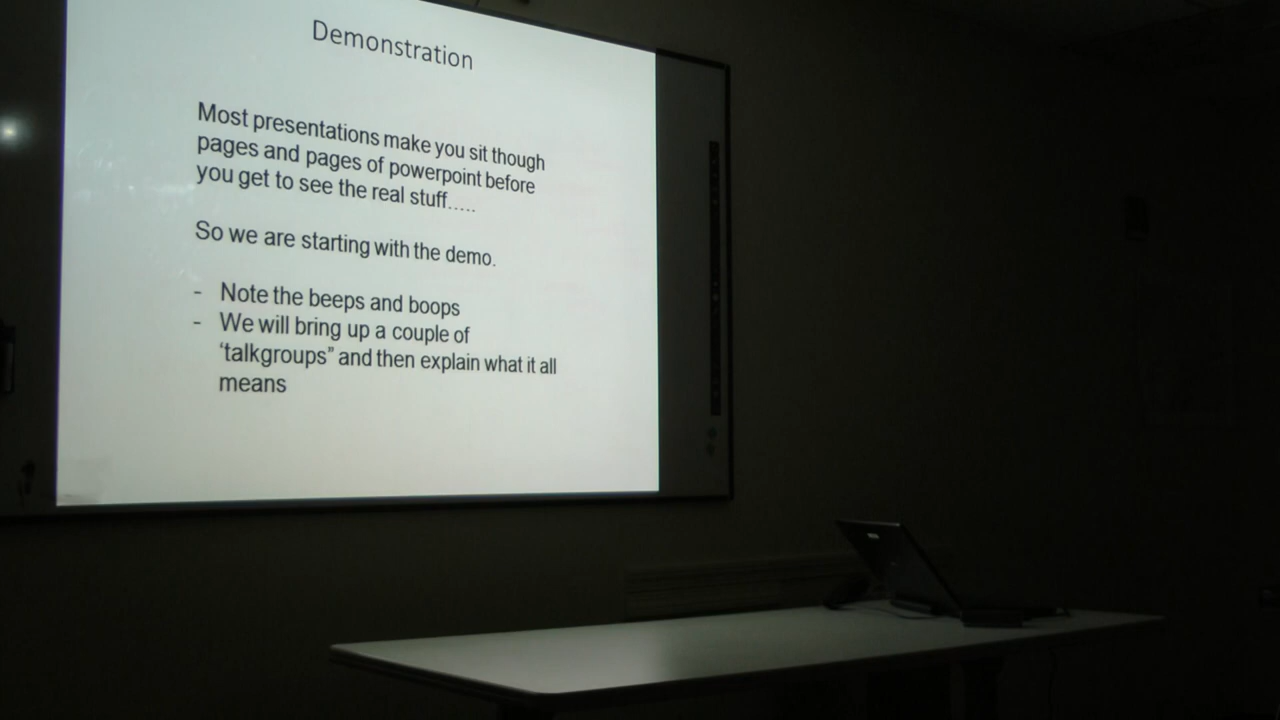 Demonstration
Most presentations make you sit though
pages and pages of powerpoint before
you get to see the real stuff.....
So we are starting with the demo.
- Note the beeps and boops
- We will bring up a couple of
‘talkgroups” and then explain what it all
means